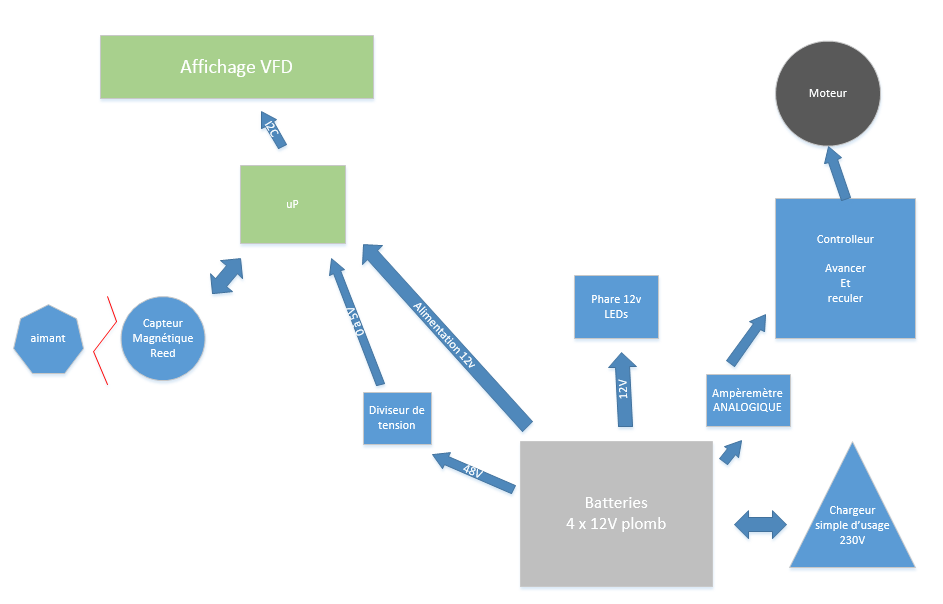 Affichage VFD
Moteur
I2C
uP
Controlleur
Avancer
Et
reculer
Phare 12v
LEDs
aimant
Capteur
Magnétique
Reed
0 à 5V
Alimentation 12v
12V
Ampèremètre
ANALOGIQUE
Diviseur de
tension
48V
Batteries
4 x 12V plomb
Chargeur
simple d’usage
230V